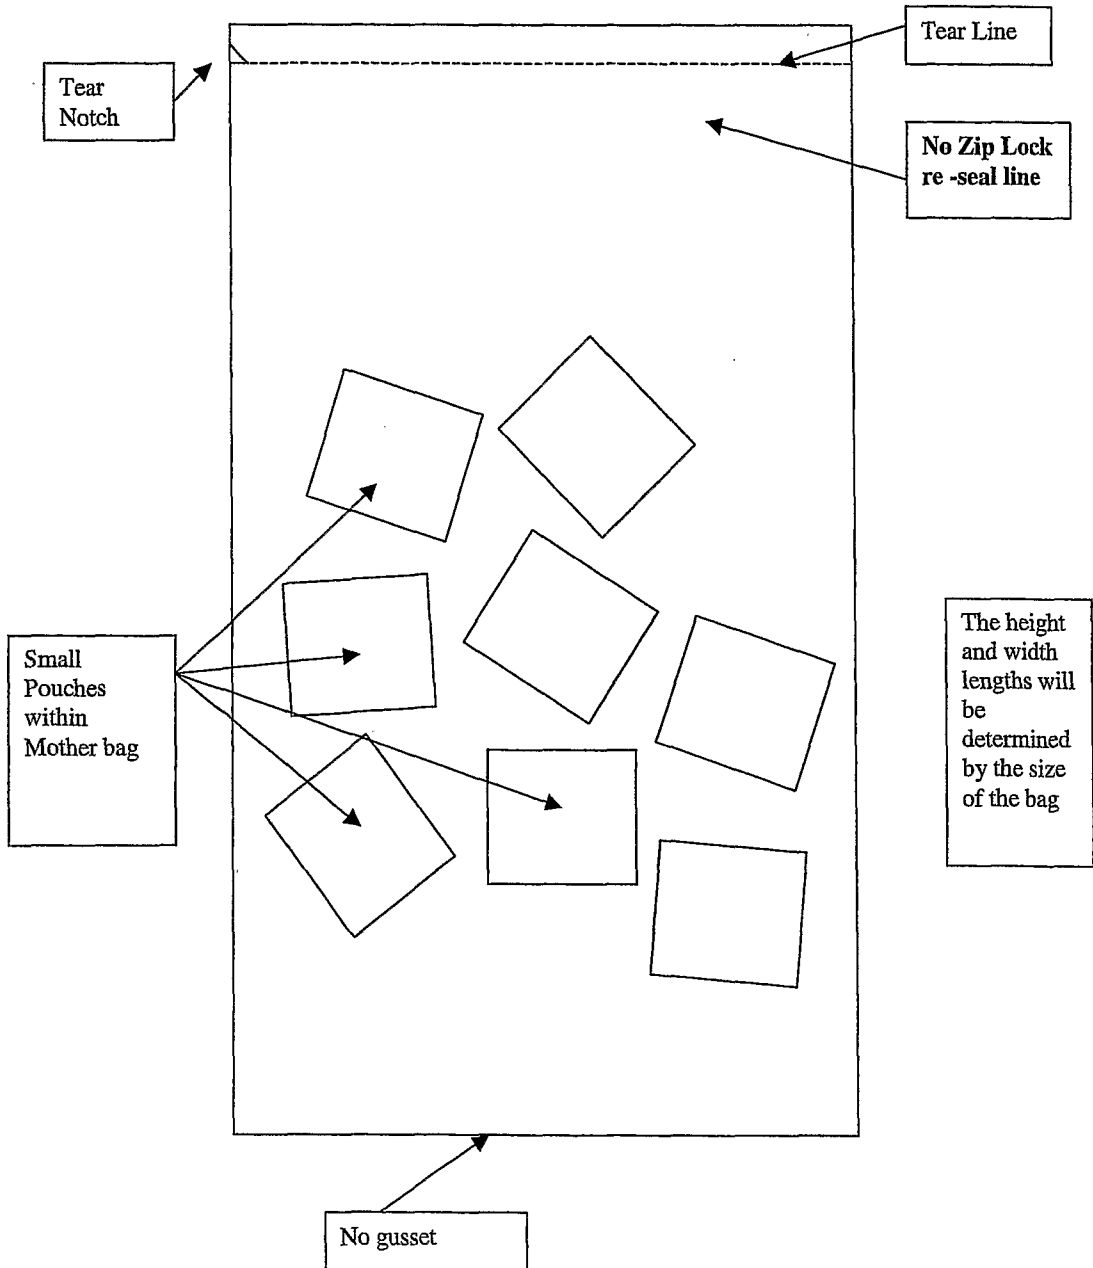 Tear Line
Tear
Notch
No Zip Lock
re -seal line
Small
Pouches
within
Mother bag
The height
and width
lengths will
be
determined
by the size
of the bag
No gusset